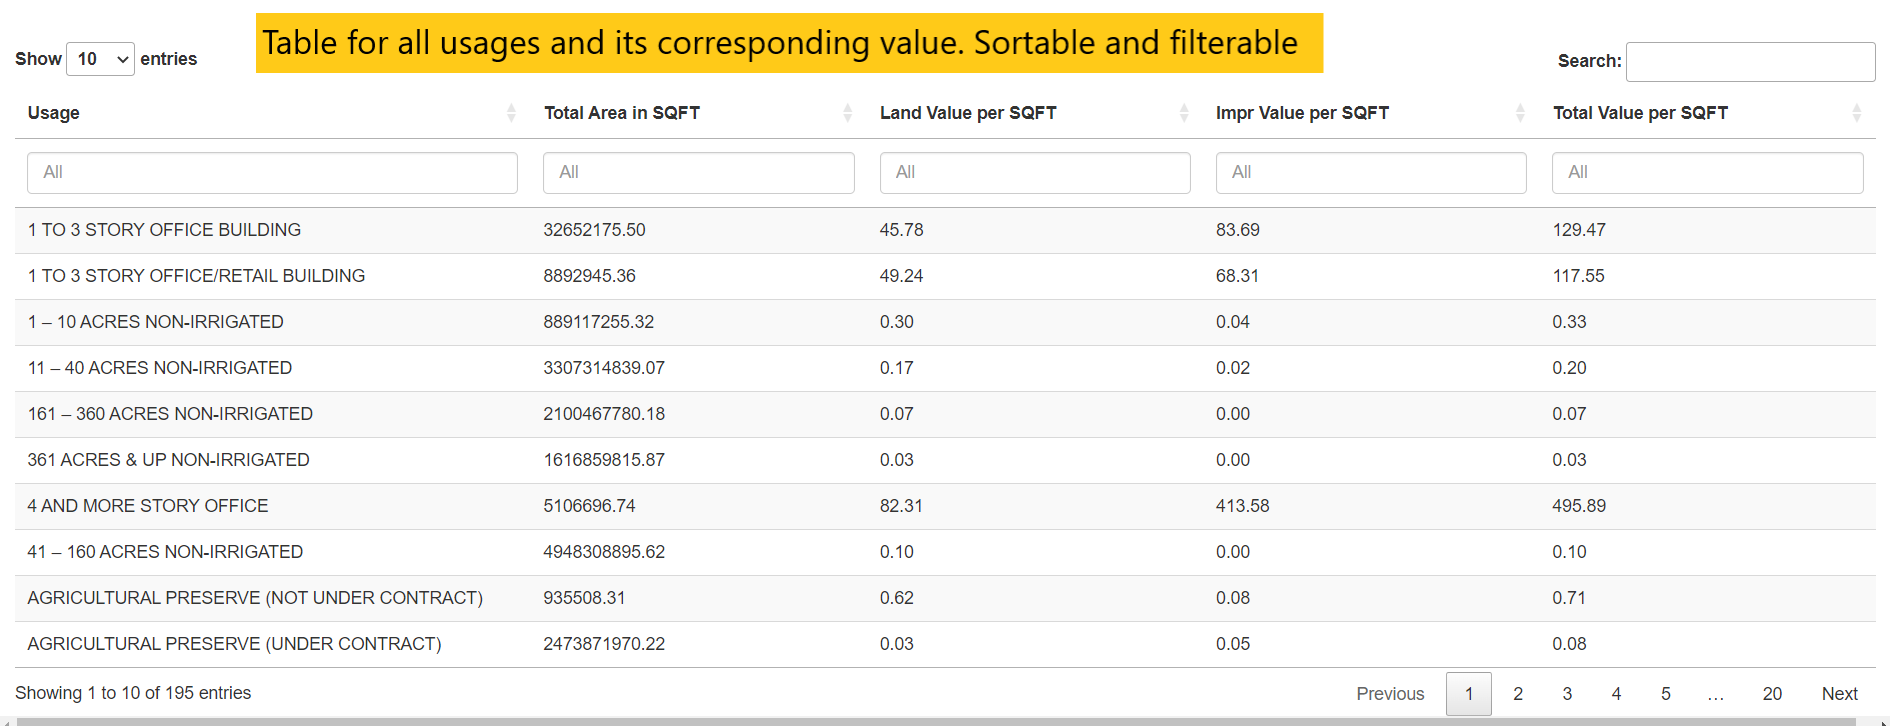 Table for all usages and its corresponding value. Sortable and filterable
Show 10 entries Search:
Usage Total Area in SQFT Land Value per SQFT Impr Value per SQFT Total Value per SQFT
All All All All All
1 TO 3 STORY OFFICE BUILDING 32652175.50 45.78 83.69 129.47
1 TO 3 STORY OFFICE/RETAIL BUILDING 8892945.36 49.24 68.31 117.55
1 – 10 ACRES NON-IRRIGATED 889117255.32 0.30 0.04 0.33
11 – 40 ACRES NON-IRRIGATED 3307314839.07 0.17 0.02 0.20
161 – 360 ACRES NON-IRRIGATED 2100467780.18 0.07 0.00 0.07
361 ACRES & UP NON-IRRIGATED 1616859815.87 0.03 0.00 0.03
4 AND MORE STORY OFFICE 5106696.74 82.31 413.58 495.89
41 – 160 ACRES NON-IRRIGATED 4948308895.62 0.10 0.00 0.10
AGRICULTURAL PRESERVE (NOT UNDER CONTRACT) 935508.31 0.62 0.08 0.71
AGRICULTURAL PRESERVE (UNDER CONTRACT) 2473871970.22 0.03 0.05 0.08
Showing 1 to 10 of 195 entries Previous 1 2 3 4 5 … 20 Next